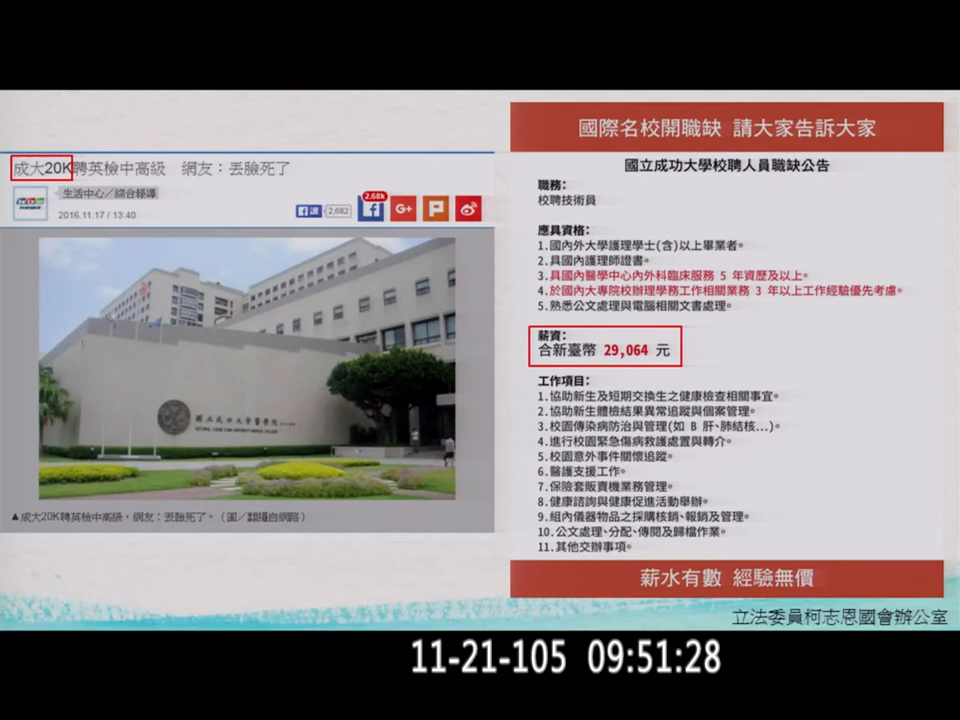 成大20K聘英檢中高級　網友：丟臉死了
生活中心／綜合報導
2016.11.17 / 13:40
讚 2,682
2.68k
G+
▲成大20K聘英檢中高級，網友：丟臉死了。（圖／翻攝自網路）
國際名校開職缺 請大家告訴大家
國立成功大學校聘人員職缺公告
職務:
校聘技術員
應具資格:
1.國內外大學護理學士(含)以上畢業者。
2.具國內護理師證書。
3.具國內醫學中心內外科臨床服務 5 年資歷及以上。
4.於國內大專院校辦理學務工作相關業務 3 年以上工作經驗優先考慮。
5.熟悉公文處理與電腦相關文書處理。
薪資:
合新臺幣 29,064 元
工作項目:
1.協助新生及短期交換生之健康檢查相關事宜。
2.協助新生體檢結果異常追蹤與個案管理。
3.校園傳染病防治與管理(如 B 肝、肺結核...)。
4.進行校園緊急傷病救護處置與轉介。
5.校園意外事件關懷追蹤。
6.醫護支援工作。
7.保險套販賣機業務管理。
8.健康諮詢與健康促進活動舉辦。
9.組內儀器物品之採購核銷、報銷及管理。
10.公文處理、分配、傳閱及歸檔作業。
11.其他交辦事項。
薪水有數 經驗無價
立法委員柯志恩國會辦公室
11-21-105 09:51:28